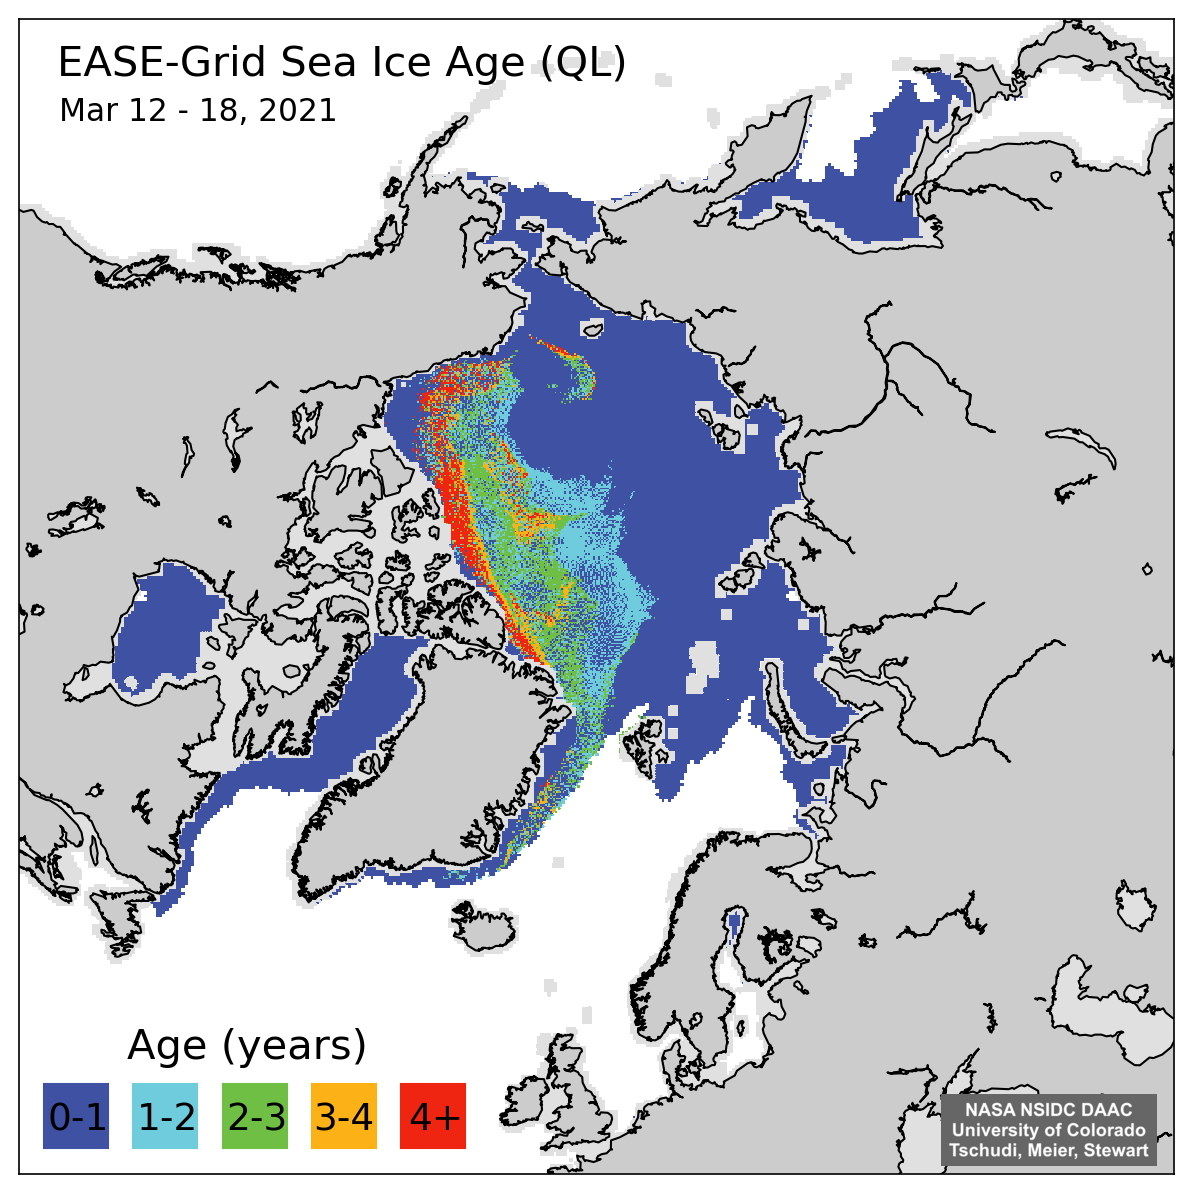 EASE-Grid Sea Ice Age (QL)
Mar 12 - 18, 2021
Age (years)
0-1 1-2 2-3 3-4 4+
NASA NSIDC DAAC
University of Colorado
Tschudi, Meier, Stewart